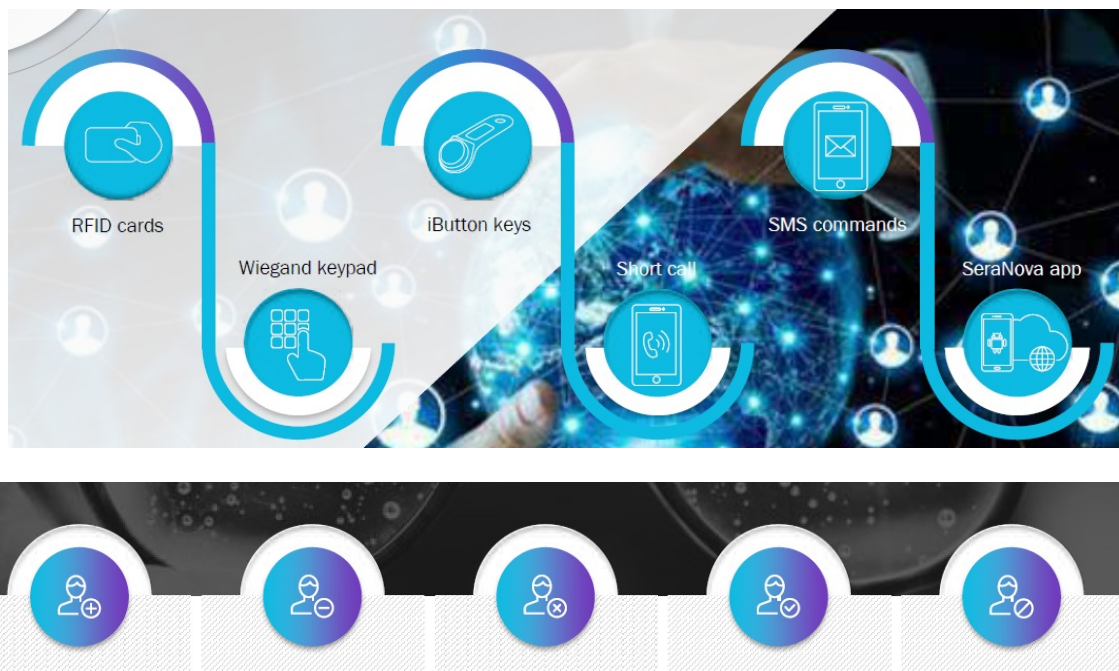 RFID cards
Wiegand keypad
iButton keys
Short call
SMS commands
SeraNova app